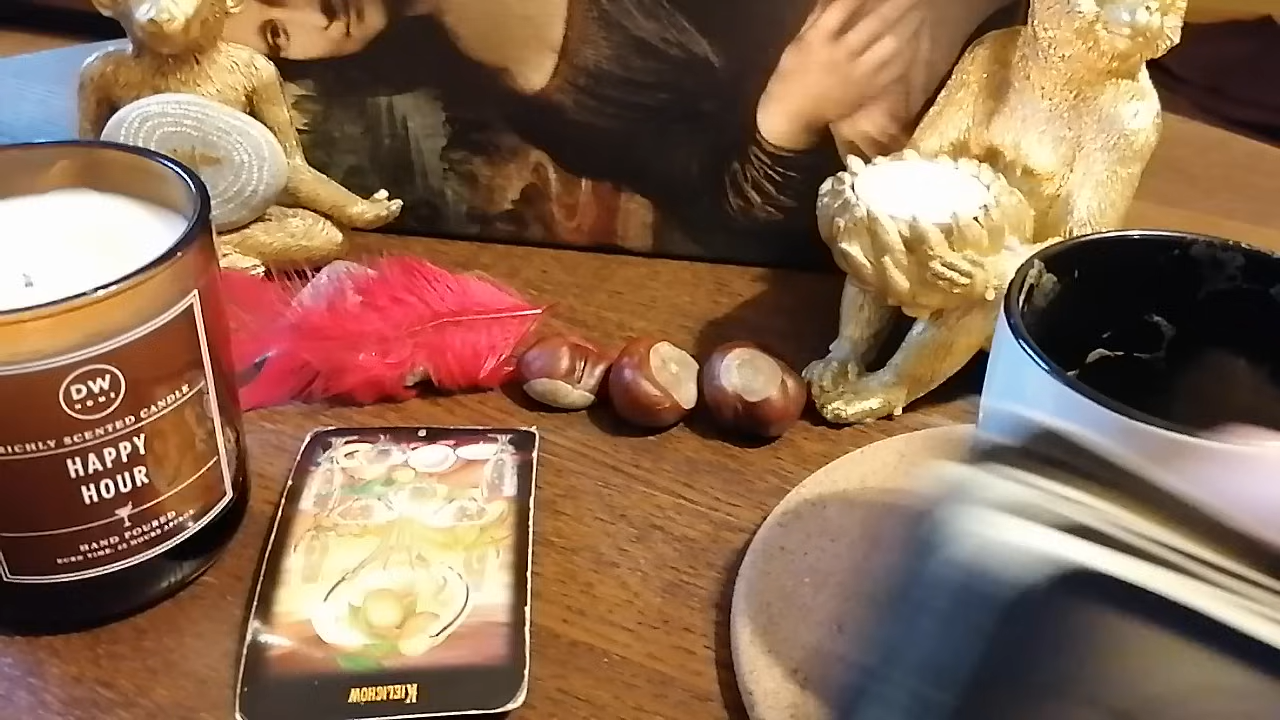 DW
HOME
RICHLY SCENTED CANDLE
HAPPY
HOUR
HAND POURED
KIELICHÓW